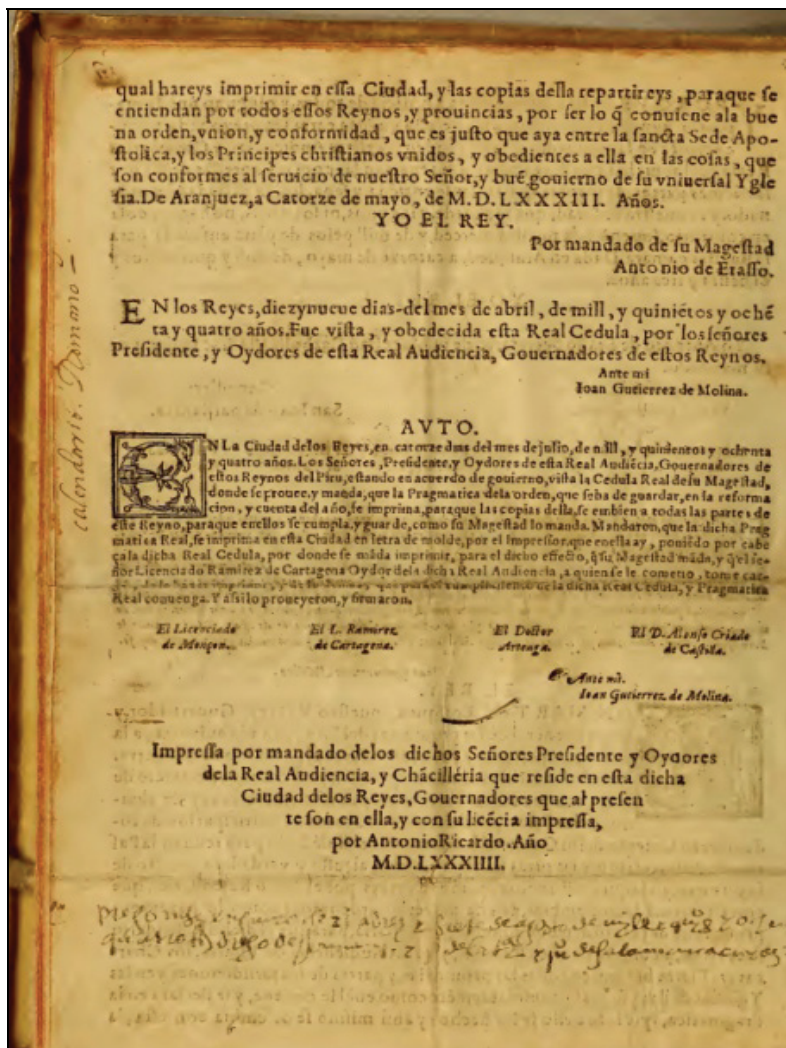 qual hareys imprimir en essa Ciudad, y las copias della repartireys, paraque se
entiendan por todos essos Reynos, y prouincias, por ser lo q̃ conuiene ala bue
na orden, vnion, y conformidad, que es justo que aya entre la sancta Sede Apo-
stolica, y los Principes christianos vnidos, y obedientes a ella en las cosas, que
son conformes al seruicio de nuestro Señor, y buẽ gouierno de su vniuersal Ygle
sia. De Aranjuez, a Catorze de mayo, de M.D.LXXXIII. Años.
YO EL REY.
Por mandado de su Magestad
Antonio de Erasso.
EN los Reyes, diezynueue dias del mes de abril, de mill, y quiniẽtos y ochẽ
ta y quatro años. Fue vista, y obedecida esta Real Cedula, por los señores
Presidente, y Oydores de esta Real Audiencia, Gouernadores de estos Reynos.
Ante mi
Ioan Gutierrez de Molina.
AVTO.
EN La Ciudad delos Reyes, en catorze dias del mes de julio, de mill, y quinientos y ochenta
y quatro años. Los Señores, Presidente, y Oydores de esta Real Audiẽcia, Gouernadores de
estos Reynos del Piru, estando en acuerdo de gouierno, vista la Cedula Real de su Magestad,
donde se prouee, y manda, que la Pragmatica dela orden, que se ha de guardar, en la reforma
cion, y cuenta del año, se imprima, paraque las copias della, se embien a todas las partes de
este Reyno, paraque enellos se cumpla, y guarde, como su Magestad lo manda. Mandaron, que la dicha Prag
matica Real, se imprima en esta Ciudad en letra de molde, por el Impressor, que enella ay, poniẽdo por cabe
ça la dicha Real Cedula, por donde se mãda imprimir, para el dicho effecto, q̃ su Magestad mãda, y q̃ el se-
ñor Licenciado Ramirez de Cartagena Oydor dela dicha Real Audiencia, a quien se le cometio, tome
cumplimiento de la dicha Real Cedula, y Pragmatica
Real conuenga. Y assi lo proueyeron, y firmaron.
El Licenciado El L. Ramirez El Doctor El D. Alonso Criado
de Monçon. de Cartagena. Arteaga. de Castilla.
Ante mi.
Ioan Gutierrez de Molina.
Impressa por mandado delos dichos Señores Presidente y Oydores
dela Real Audiencia, y Chãcilleria que reside en esta dicha
Ciudad delos Reyes, Gouernadores que al presen
te son en ella, y con su licẽcia impressa,
por Antonio Ricardo. Año
M.D.LXXXIIII.